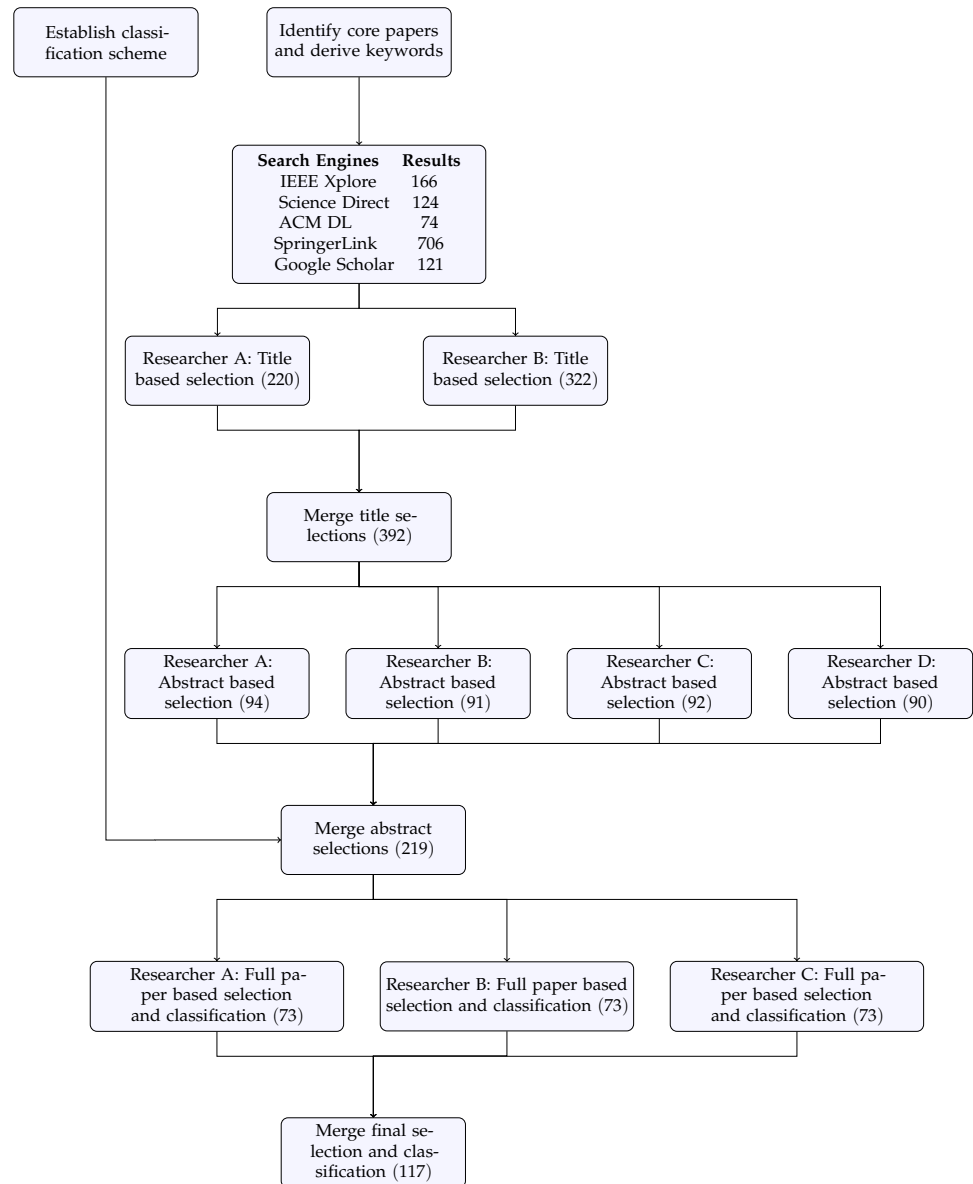 Establish classi-
fication scheme
Identify core papers
and derive keywords
Search Engines Results
IEEE Xplore 166
Science Direct 124
ACM DL 74
SpringerLink 706
Google Scholar 121
Researcher A: Title
based selection (220)
Researcher B: Title
based selection (322)
Merge title se-
lections (392)
Researcher A:
Abstract based
selection (94)
Researcher B:
Abstract based
selection (91)
Researcher C:
Abstract based
selection (92)
Researcher D:
Abstract based
selection (90)
Merge abstract
selections (219)
Researcher A: Full pa-
per based selection
and classification (73)
Researcher B: Full paper based
selection and classification (73)
Researcher C: Full pa-
per based selection
and classification (73)
Merge final se-
lection and clas-
sification (117)